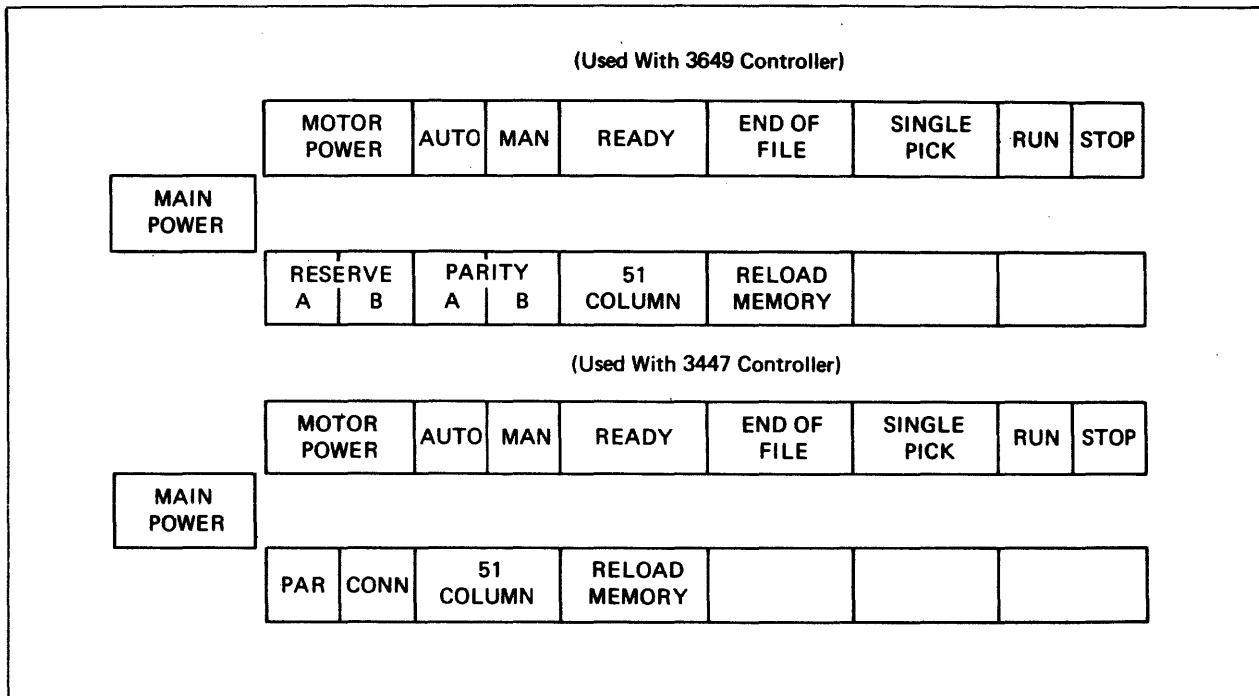 (Used With 3649 Controller)
MOTOR POWER AUTO MAN READY END OF FILE SINGLE PICK RUN STOP
MAIN POWER
RESERVE A B PARITY A B 51 COLUMN RELOAD MEMORY
(Used With 3447 Controller)
MOTOR POWER AUTO MAN READY END OF FILE SINGLE PICK RUN STOP
MAIN POWER
PAR CONN 51 COLUMN RELOAD MEMORY